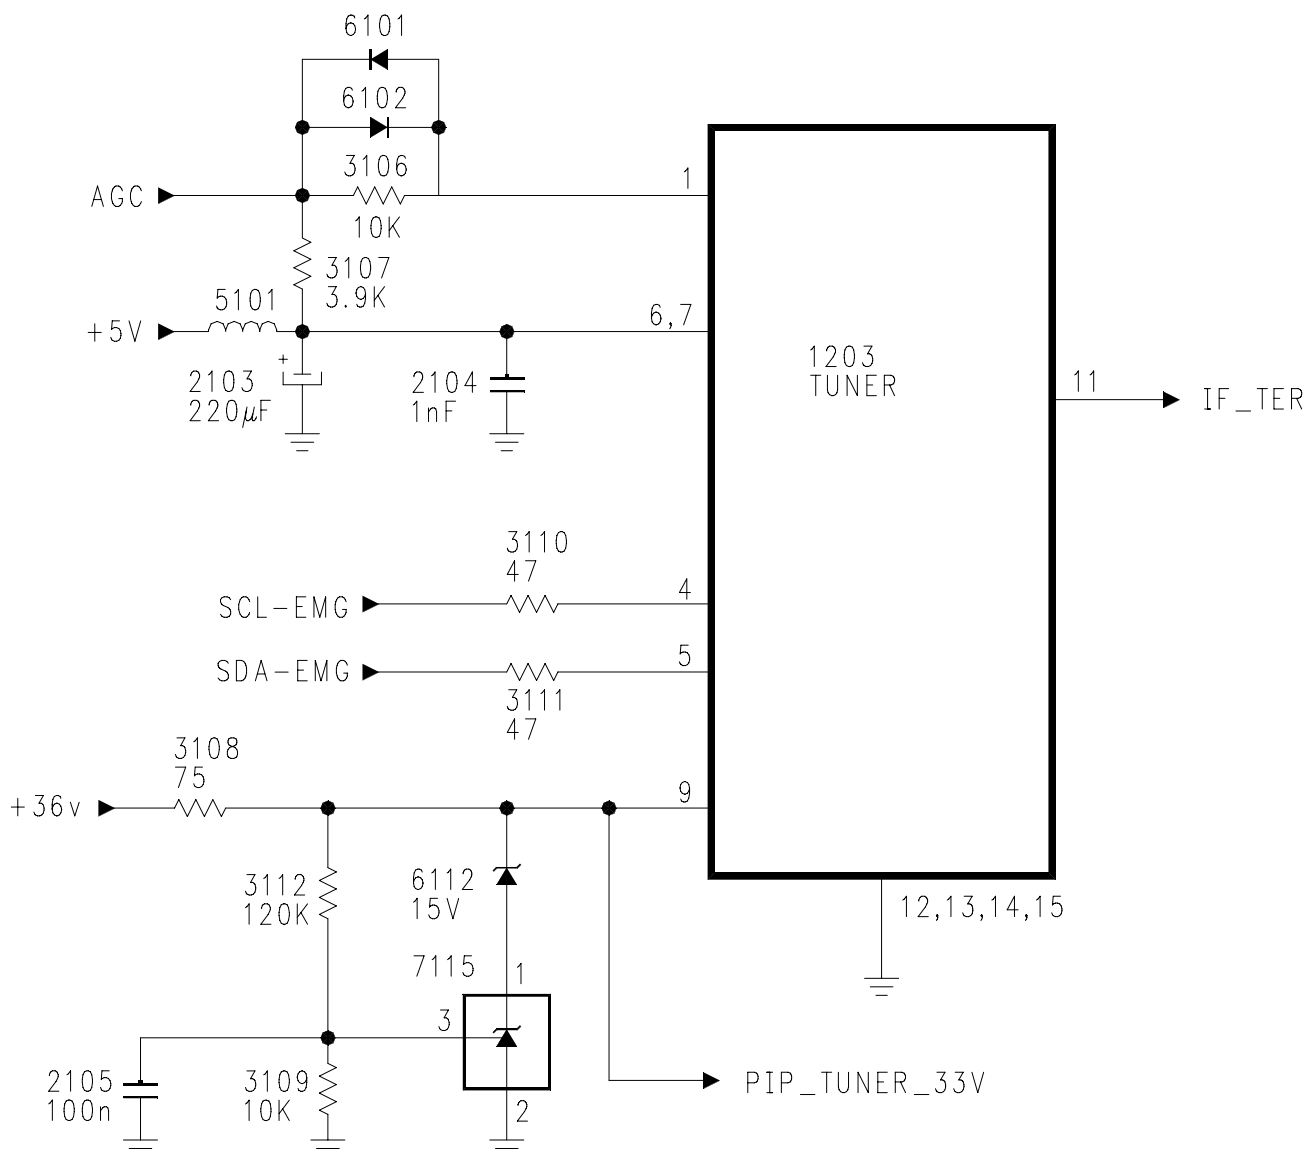 6101
6102
3106
AGC
10K
1
3107
3.9K
5101
+5V
6,7
+
2103
220µF
2104
1nF
1203
TUNER
11
IF_TER
3110
47
SCL-EMG
4
SDA-EMG
5
3111
47
3108
75
+36v
9
3112
120K
6112
15V
12,13,14,15
7115
1
3
2105
100n
3109
10K
2
PIP_TUNER_33V